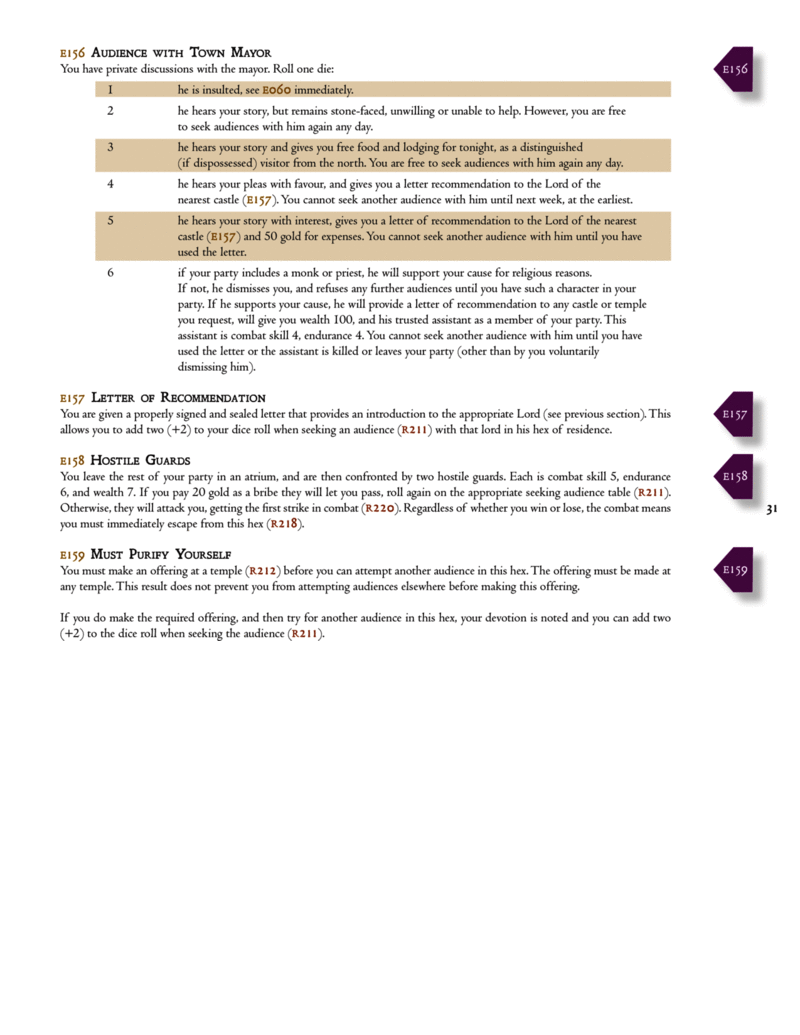 E156 AUDIENCE WITH TOWN MAYOR
You have private discussions with the mayor. Roll one die:
E156
1 he is insulted, see E060 immediately.
2 he hears your story, but remains stone-faced, unwilling or unable to help. However, you are free
to seek audiences with him again any day.
3 he hears your story and gives you free food and lodging for tonight, as a distinguished
(if dispossessed) visitor from the north. You are free to seek audiences with him again any day.
4 he hears your pleas with favour, and gives you a letter recommendation to the Lord of the
nearest castle (E157). You cannot seek another audience with him until next week, at the earliest.
5 he hears your story with interest, gives you a letter of recommendation to the Lord of the nearest
castle (E157) and 50 gold for expenses. You cannot seek another audience with him until you have
used the letter.
6 if your party includes a monk or priest, he will support your cause for religious reasons.
If not, he dismisses you, and refuses any further audiences until you have such a character in your
party. If he supports your cause, he will provide a letter of recommendation to any castle or temple
you request, will give you wealth 100, and his trusted assistant as a member of your party. This
assistant is combat skill 4, endurance 4. You cannot seek another audience with him until you have
used the letter or the assistant is killed or leaves your party (other than by you voluntarily
dismissing him).
E157 LETTER OF RECOMMENDATION
You are given a properly signed and sealed letter that provides an introduction to the appropriate Lord (see previous section). This
allows you to add two (+2) to your dice roll when seeking an audience (R211) with that lord in his hex of residence.
E157
E158 HOSTILE GUARDS
You leave the rest of your party in an atrium, and are then confronted by two hostile guards. Each is combat skill 5, endurance
6, and wealth 7. If you pay 20 gold as a bribe they will let you pass, roll again on the appropriate seeking audience table (R211).
Otherwise, they will attack you, getting the first strike in combat (R220). Regardless of whether you win or lose, the combat means
you must immediately escape from this hex (R218).
E158
31
E159 MUST PURIFY YOURSELF
You must make an offering at a temple (R212) before you can attempt another audience in this hex. The offering must be made at
any temple. This result does not prevent you from attempting audiences elsewhere before making this offering.
E159
If you do make the required offering, and then try for another audience in this hex, your devotion is noted and you can add two
(+2) to the dice roll when seeking the audience (R211).